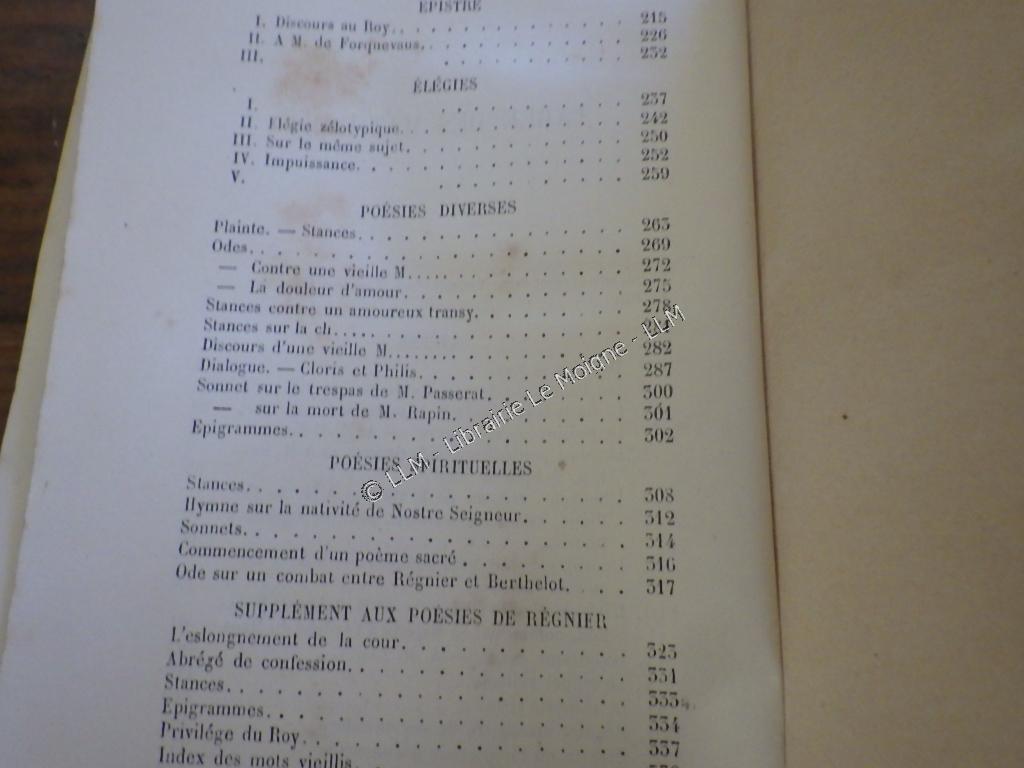 EPISTRE
I. Discours au Roy. . . . . . . . . . . . . . 215
II. A M. de Forquevaus. . . . . . . . . . . . 226
III. . . . . . . . . . . . . 232
ÉLÉGIES
I. . . . . . . . . . . . . 237
II. Elégie zélotypique. . . . . . . . . . . . . 242
III. Sur le même sujet. . . . . . . . . . . . . 250
IV. Impuissance. . . . . . . . . . . . . . . 252
V. . . . . . . . . . . . . 259
POÉSIES DIVERSES
Plainte. — Stances. . . . . . . . . . . . . . 263
Odes. . . . . . . . . . . . . . . . . . . 269
— Contre une vieille M. . . . . . . . . . . . 272
— La douleur d'amour. . . . . . . . . . . . 275
Stances contre un amoureux transy. . . . . . . . . 278
Stances sur la ch. . . . . . . . . . . . . . .
Discours d'une vieille M. . . . . . . . . . . . . 282
Dialogue. — Cloris et Philis. . . . . . . . . . . 287
Sonnet sur le trespas de M. Passerat. . . . . . . . 300
— sur la mort de M. Rapin. . . . . . . . . . 301
Epigrammes. . . . . . . . . . . . . . . . . 302
POÉSIES SPIRITUELLES
Stances. . . . . . . . . . . . . . . . . . . 308
Hymne sur la nativité de Nostre Seigneur. . . . . . 312
Sonnets. . . . . . . . . . . . . . . . . . . 314
Commencement d'un poème sacré . . . . . . . . . 316
Ode sur un combat entre Régnier et Berthelot. . . . 317
SUPPLÉMENT AUX POÉSIES DE RÉGNIER
L'eslongnement de la cour. . . . . . . . . . . . 323
Abrégé de confession. . . . . . . . . . . . . . 331
Stances. . . . . . . . . . . . . . . . . . . 333
Epigrammes. . . . . . . . . . . . . . . . . 334
Privilége du Roy. . . . . . . . . . . . . . . 337
Index des mots vieillis. . . . . . . . . . . . .
© LLM - Librairie Le Moigne - LLM